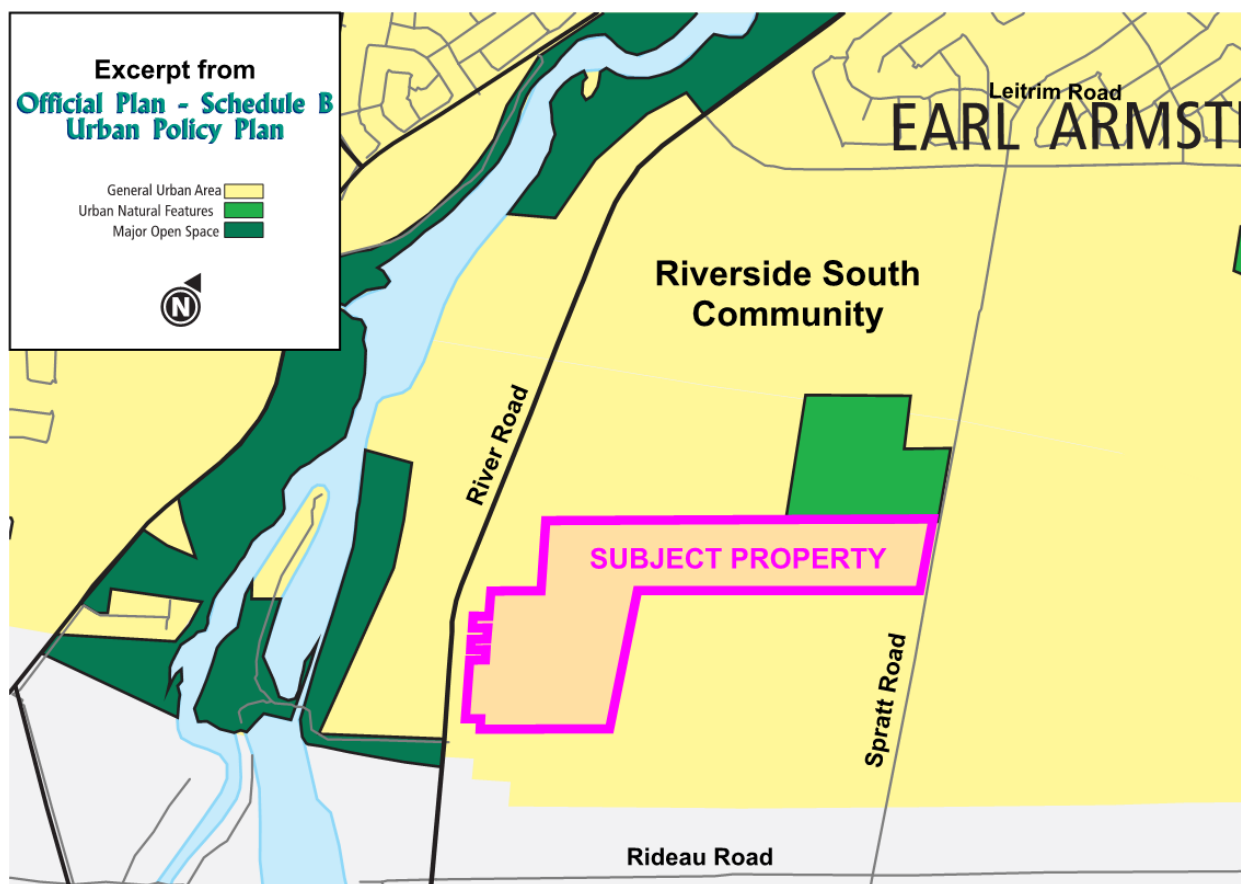 Excerpt from
Official Plan - Schedule B
Urban Policy Plan
General Urban Area
Urban Natural Features
Major Open Space
N
Leitrim Road
EARL ARMST
Riverside South
Community
River Road
SUBJECT PROPERTY
Spratt Road
Rideau Road